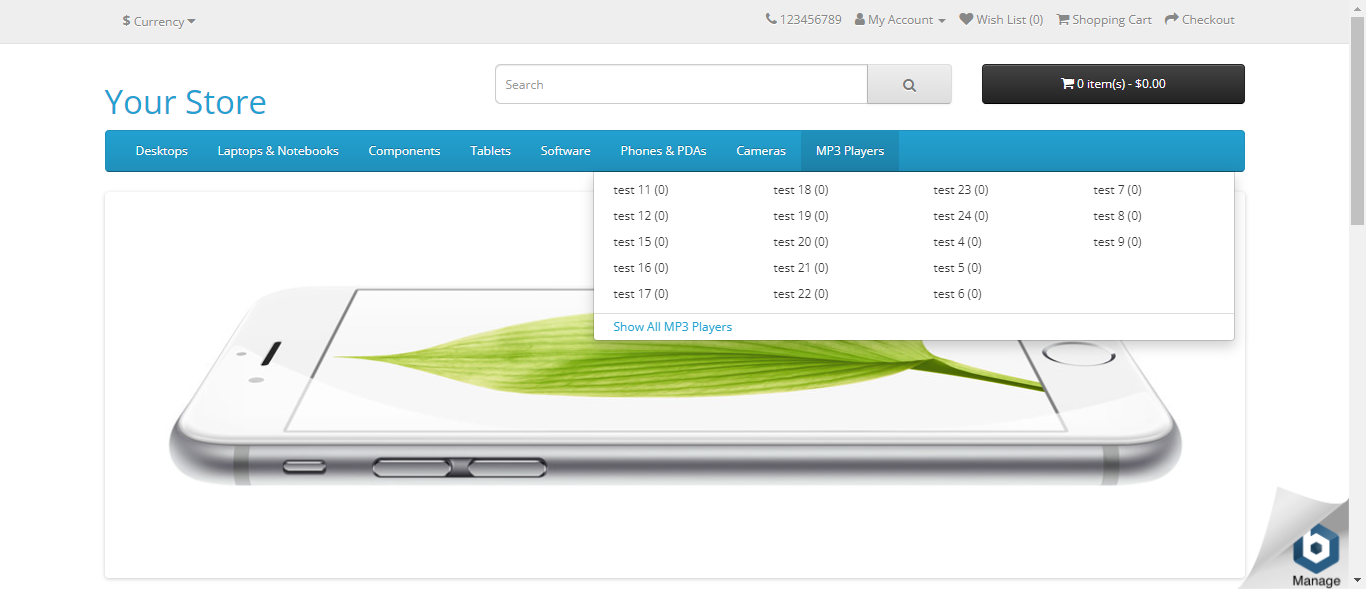 $ Currency
123456789 My Account Wish List (0) Shopping Cart Checkout
Your Store
Search
0 item(s) - $0.00
Desktops Laptops & Notebooks Components Tablets Software Phones & PDAs Cameras MP3 Players
test 11 (0) test 18 (0) test 23 (0) test 7 (0)
test 12 (0) test 19 (0) test 24 (0) test 8 (0)
test 15 (0) test 20 (0) test 4 (0) test 9 (0)
test 16 (0) test 21 (0) test 5 (0)
test 17 (0) test 22 (0) test 6 (0)
Show All MP3 Players
b
Manage